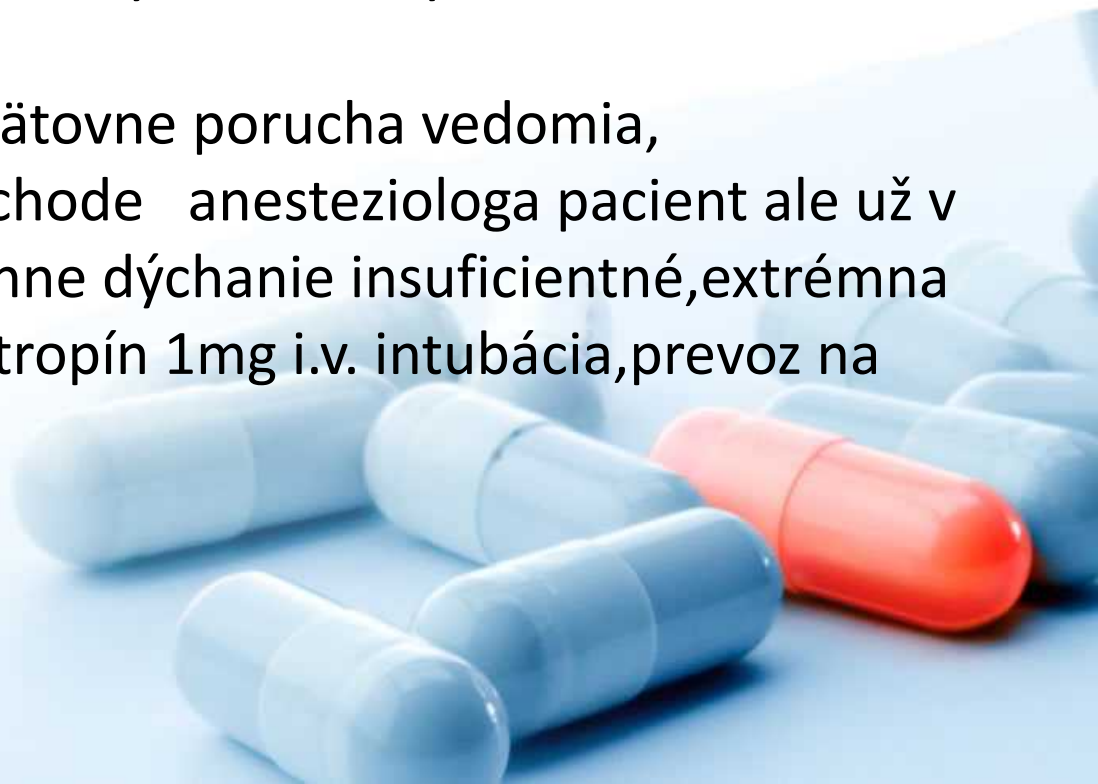 ätovne porucha vedomia,
chode anesteziologa pacient ale už v
nne dýchanie insuficientné,extrémna
tropín 1mg i.v. intubácia,prevoz na